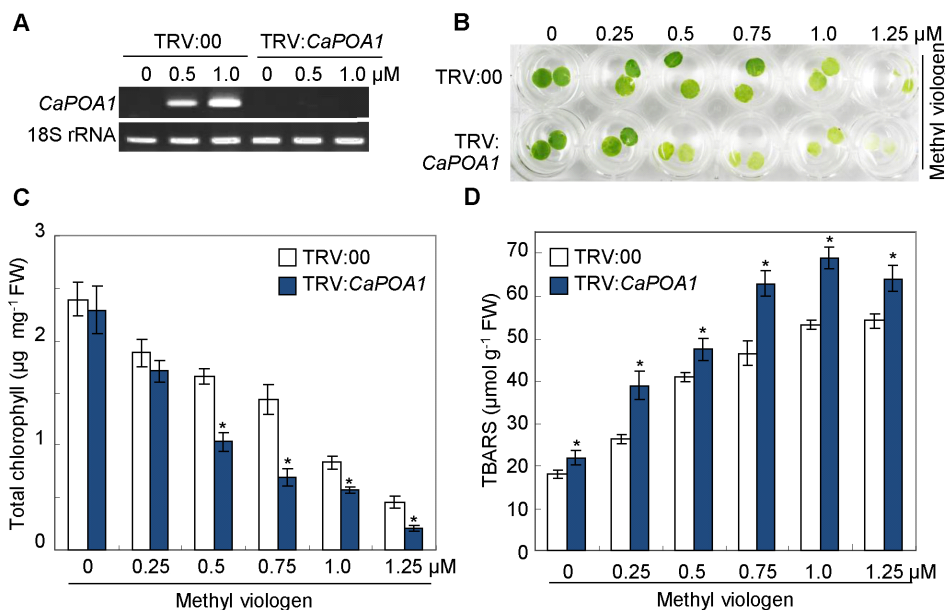 A
TRV:00 TRV:CaPOA1
0 0.5 1.0 0 0.5 1.0 μM
CaPOA1
18S rRNA
B
0 0.25 0.5 0.75 1.0 1.25 μM
TRV:00
TRV:
CaPOA1
Methyl viologen
C
Total chlorophyll (μg mg⁻¹ FW)
3
2
1
0
TRV:00
TRV:CaPOA1
*
*
*
*
0 0.25 0.5 0.75 1.0 1.25 μM
Methyl viologen
D
TBARS (μmol g⁻¹ FW)
70
60
50
40
30
20
10
0
TRV:00
TRV:CaPOA1
*
*
*
*
*
*
0 0.25 0.5 0.75 1.0 1.25 μM
Methyl viologen